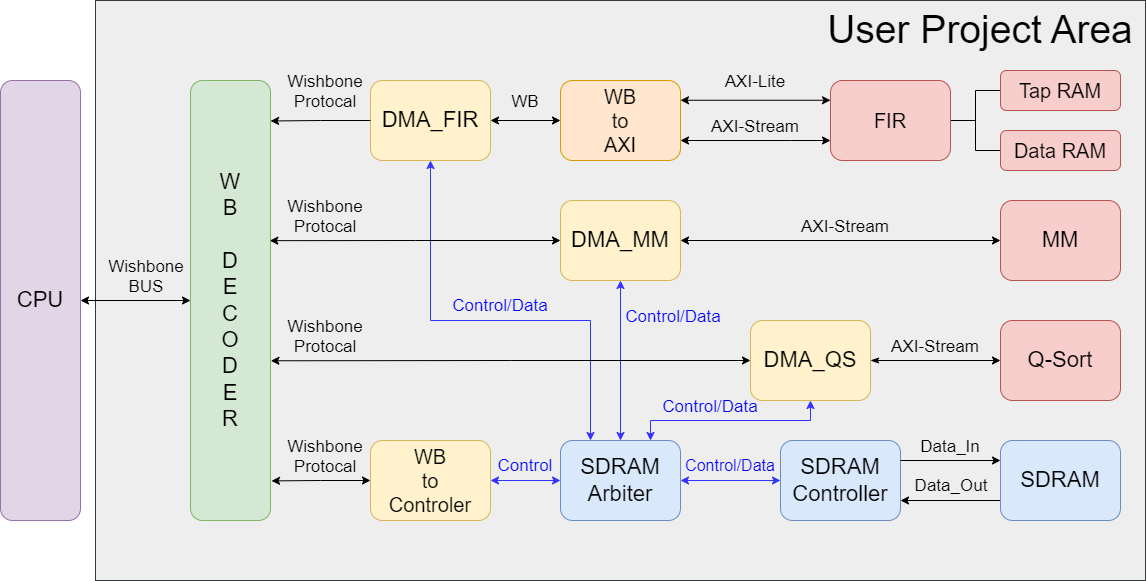 User Project Area
Wishbone
Protocal
DMA_FIR
WB
WB
to
AXI
AXI-Lite
AXI-Stream
FIR
Tap RAM
Data RAM
Wishbone
Protocal
DMA_MM
AXI-Stream
MM
CPU
Wishbone
BUS
W
B
D
E
C
O
D
E
R
Control/Data
Control/Data
Wishbone
Protocal
DMA_QS
AXI-Stream
Q-Sort
Control/Data
Wishbone
Protocal
WB
to
Controler
Control
SDRAM
Arbiter
Control/Data
SDRAM
Controller
Data_In
Data_Out
SDRAM